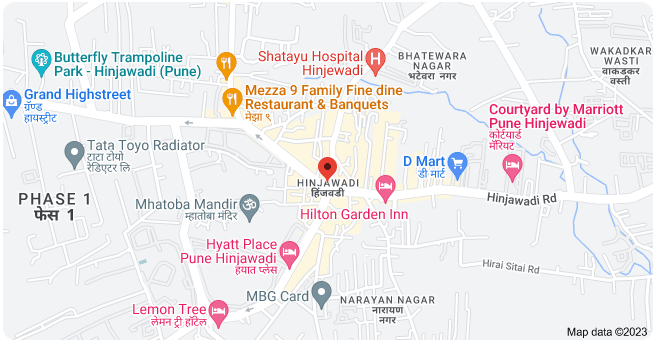 Butterfly Trampoline
Park - Hinjawadi (Pune)
Shatayu Hospital
Hinjewadi
BHATEWARA
NAGAR
भटेवरा नगर
WAKADKAR
WASTI
वाकडकर
वस्ती
Grand Highstreet
ग्रॅण्ड
हायस्ट्रीट
Mezza 9 Family Fine dine
Restaurant & Banquets
मेझा ९
Courtyard by Marriott
Pune Hinjewadi
कोर्टयार्ड
मॅरियट
Tata Toyo Radiator
टाटा टोयो
रेडिएटर लि
D Mart
डी मार्ट
HINJAWADI
हिंजवडी
PHASE 1
फेस 1
Mhatoba Mandir
म्हातोबा मंदिर
Hilton Garden Inn
Hinjawadi Rd
Hyatt Place
Pune Hinjawadi
हयात प्लेस
Hirai Sitai Rd
MBG Card
NARAYAN NAGAR
नारायण
नगर
Lemon Tree
लेमन ट्री हॉटेल
Map data ©2023